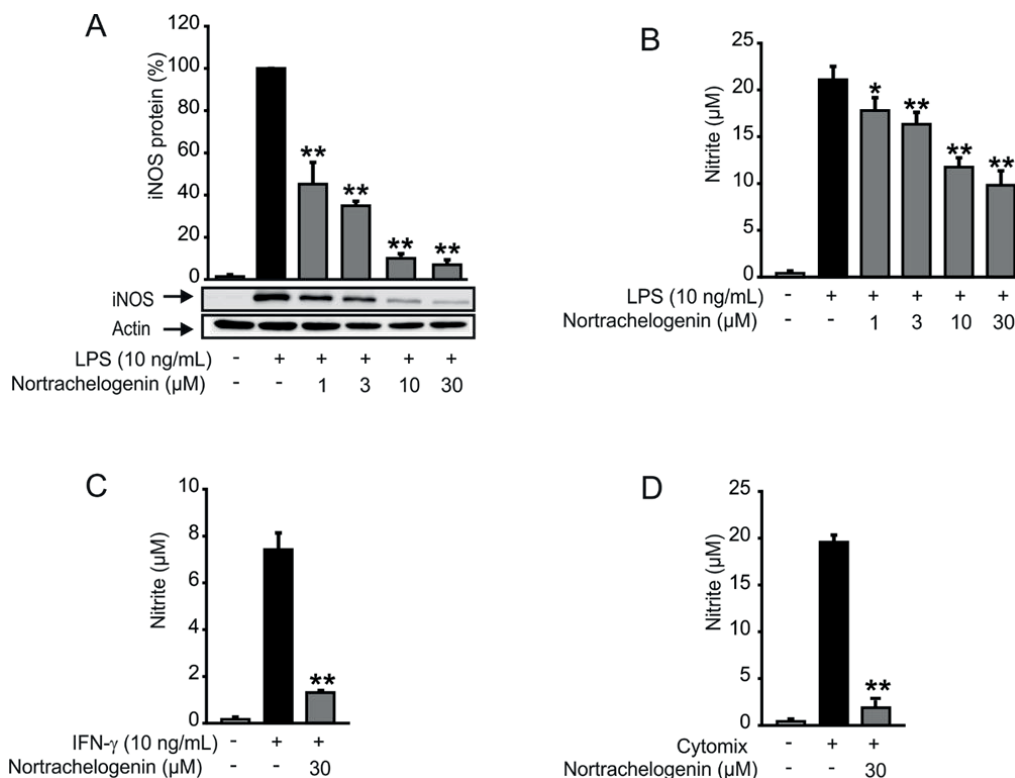 A
iNOS protein (%)
120
100
80
60
40
20
0
** ** ** **
iNOS
Actin
LPS (10 ng/mL) - + + + + +
Nortrachelogenin (µM) - - 1 3 10 30
B
Nitrite (µM)
25
20
15
10
5
0
* ** ** **
LPS (10 ng/mL) - + + + + +
Nortrachelogenin (µM) - - 1 3 10 30
C
Nitrite (µM)
10
8
6
4
2
0
**
IFN-γ (10 ng/mL) - + +
Nortrachelogenin (µM) - - 30
D
Nitrite (µM)
25
20
15
10
5
0
**
Cytomix - + +
Nortrachelogenin (µM) - - 30